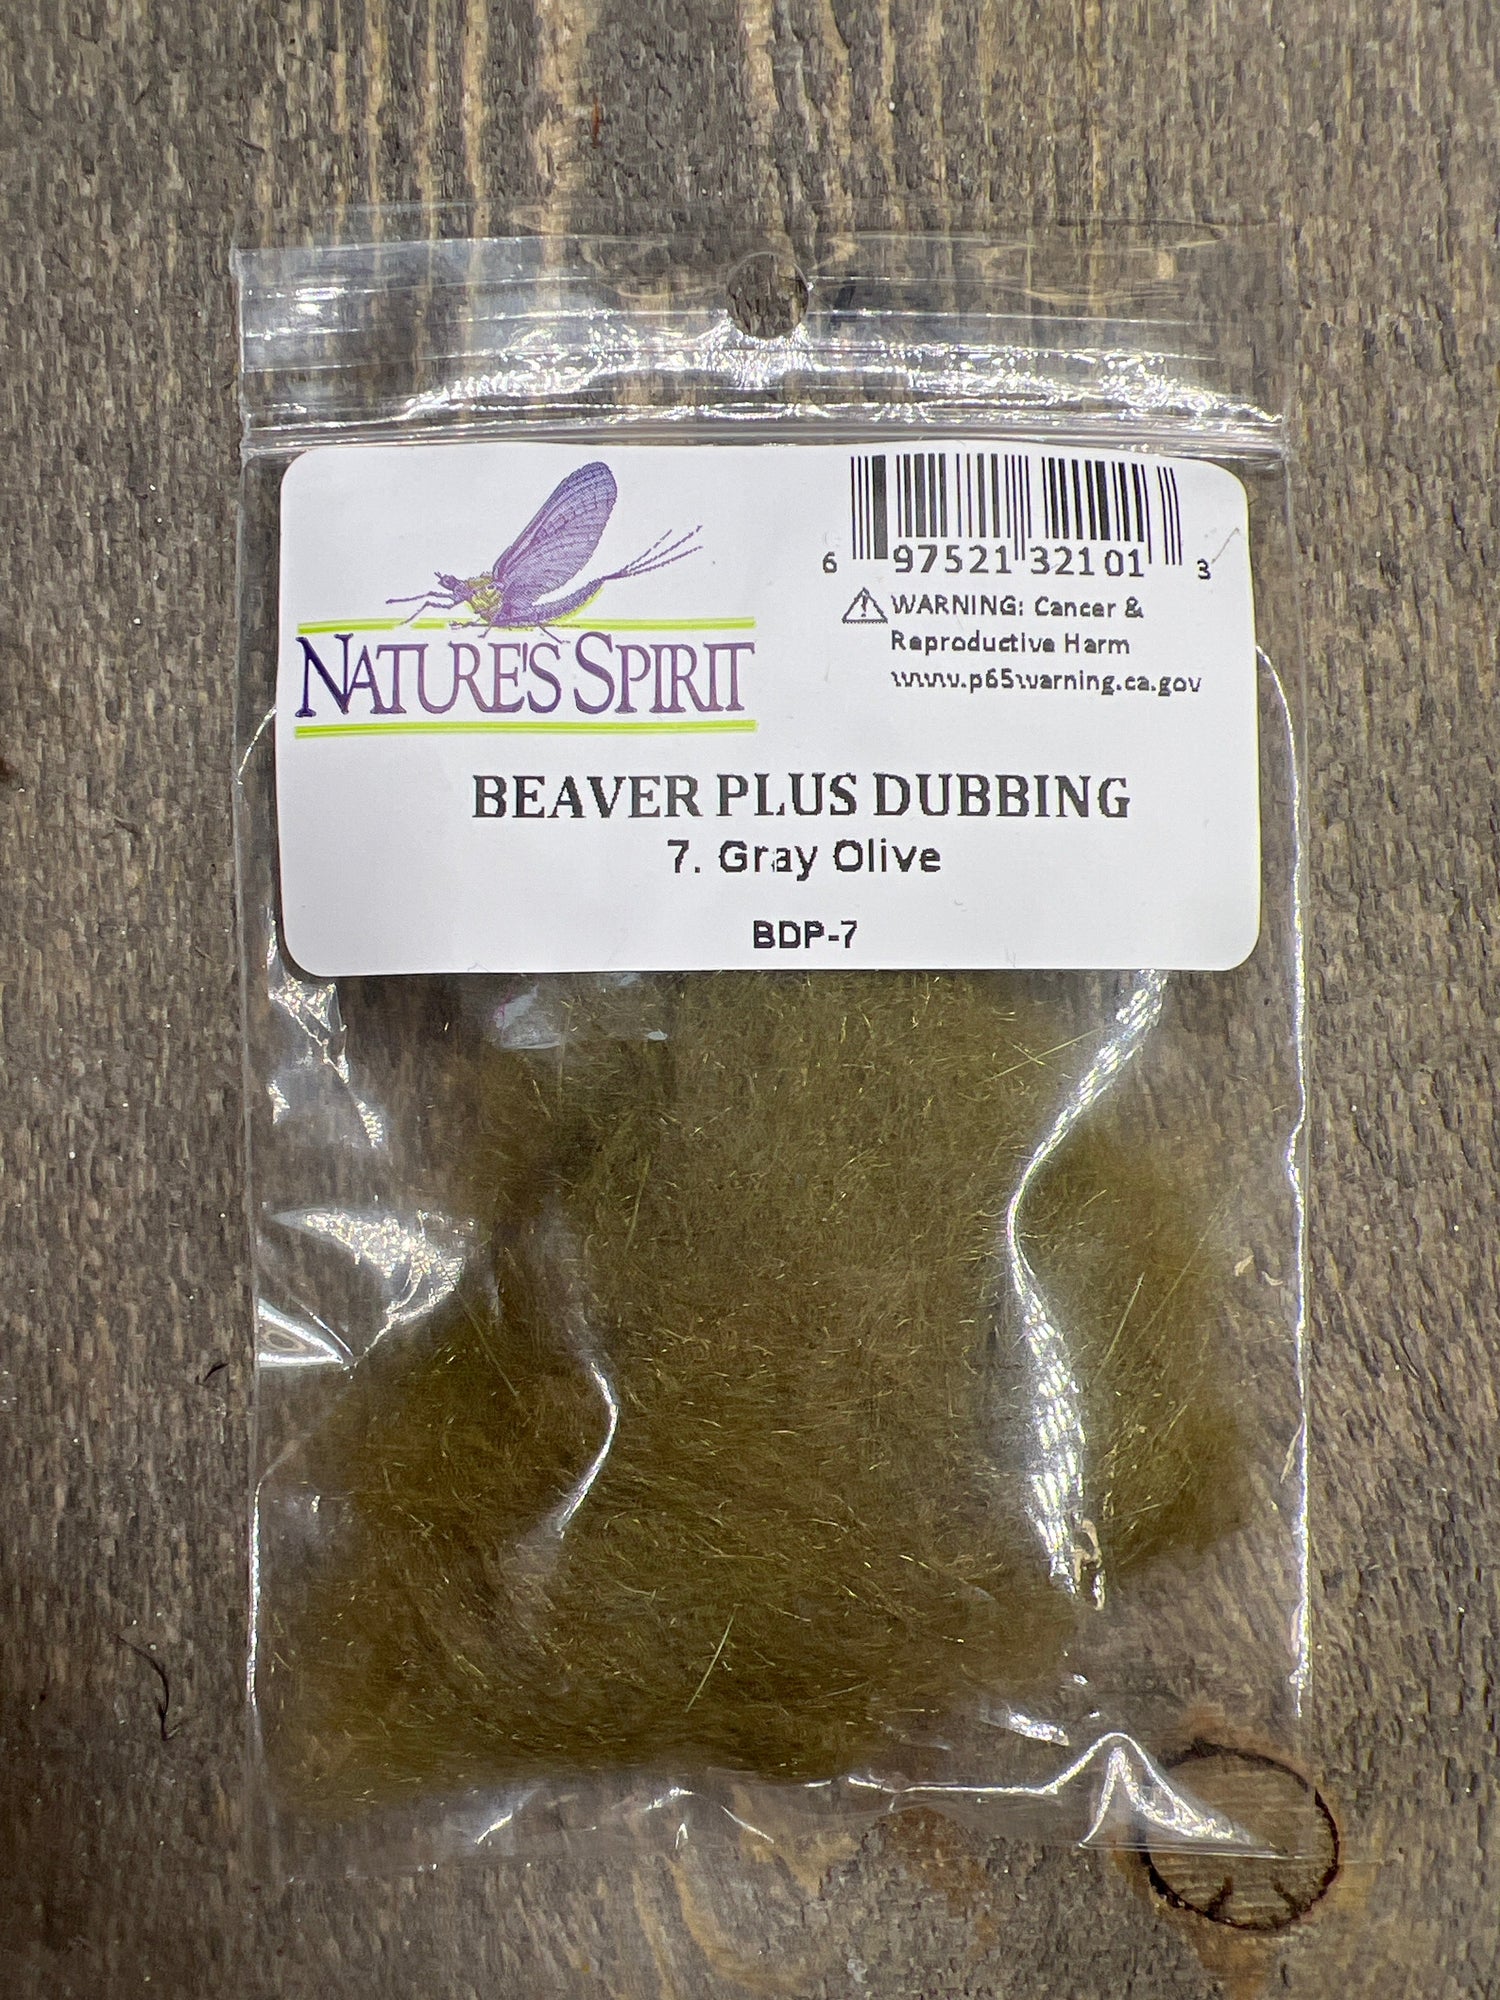 NATURE'S SPIRIT
6 97521 32101 3
WARNING: Cancer &
Reproductive Harm
www.p65warning.ca.gov
BEAVER PLUS DUBBING
7. Gray Olive
BDP-7